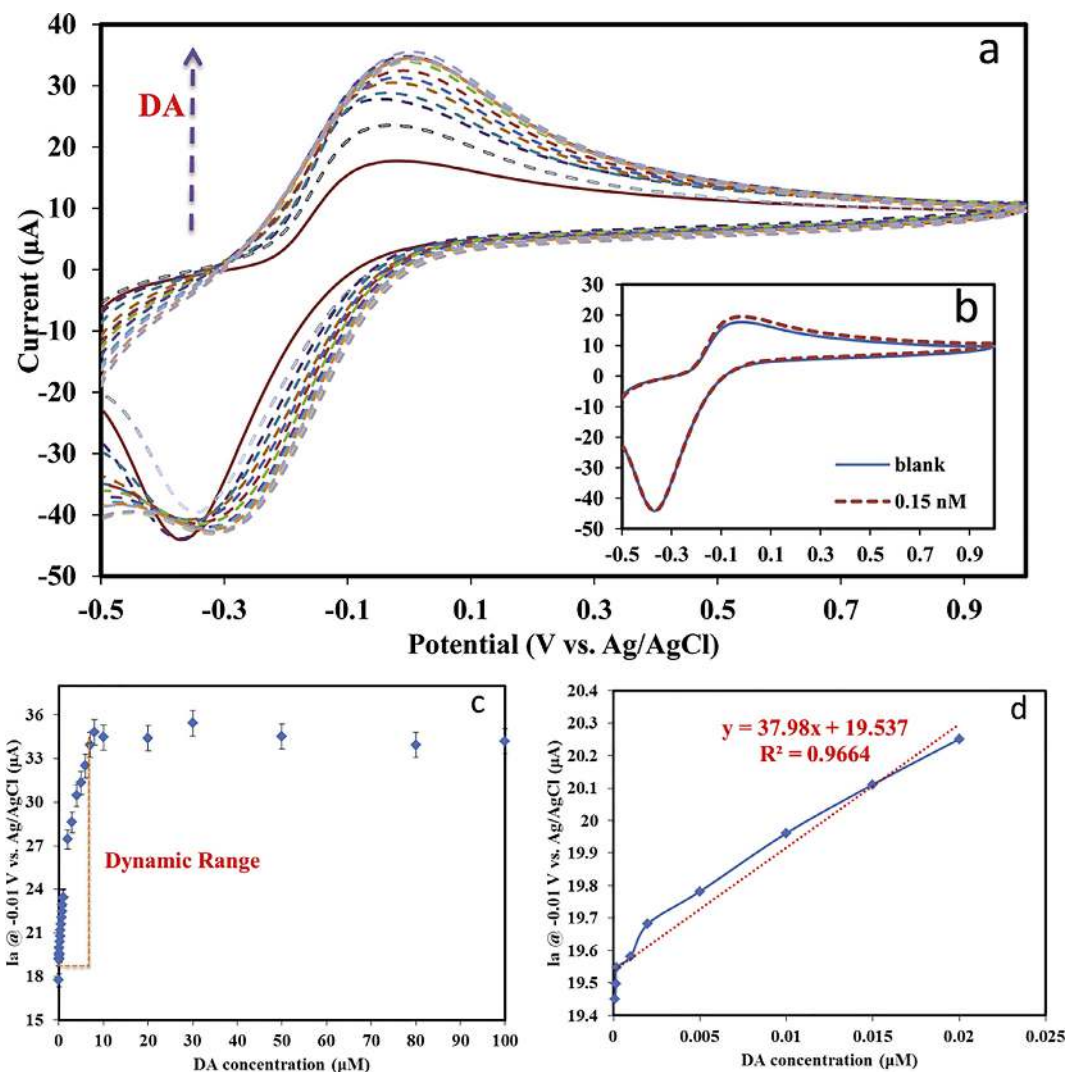 a
40
30
20
10
0
-10
-20
-30
-40
-50
Current (µA)
DA
-0.5 -0.3 -0.1 0.1 0.3 0.5 0.7 0.9
Potential (V vs. Ag/AgCl)
b
30
20
10
0
-10
-20
-30
-40
-50
blank
0.15 nM
-0.5 -0.3 -0.1 0.1 0.3 0.5 0.7 0.9
c
36
33
30
27
24
21
18
15
Ia @ -0.01 V vs. Ag/AgCl (µA)
Dynamic Range
0 10 20 30 40 50 60 70 80 90 100
DA concentration (µM)
d
20.4
20.3
20.2
20.1
20
19.9
19.8
19.7
19.6
19.5
19.4
Ia @ -0.01 V vs. Ag/AgCl (µA)
y = 37.98x + 19.537
R² = 0.9664
0 0.005 0.01 0.015 0.02 0.025
DA concentration (µM)